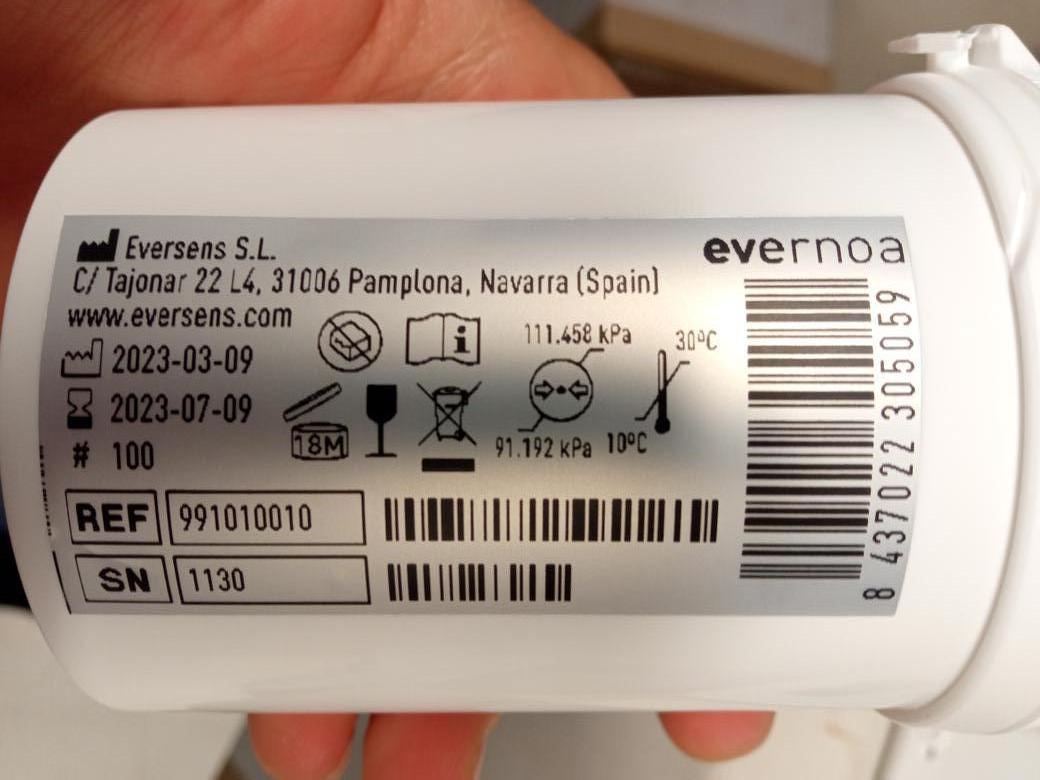 Eversens S.L.
C/ Tajonar 22 L4, 31006 Pamplona, Navarra (Spain)
www.eversens.com
2023-03-09
2023-07-09
# 100
18M
111.458 kPa
91.192 kPa
30ºC
10ºC
REF 991010010
SN 1130
evernoa
8 437022 305059